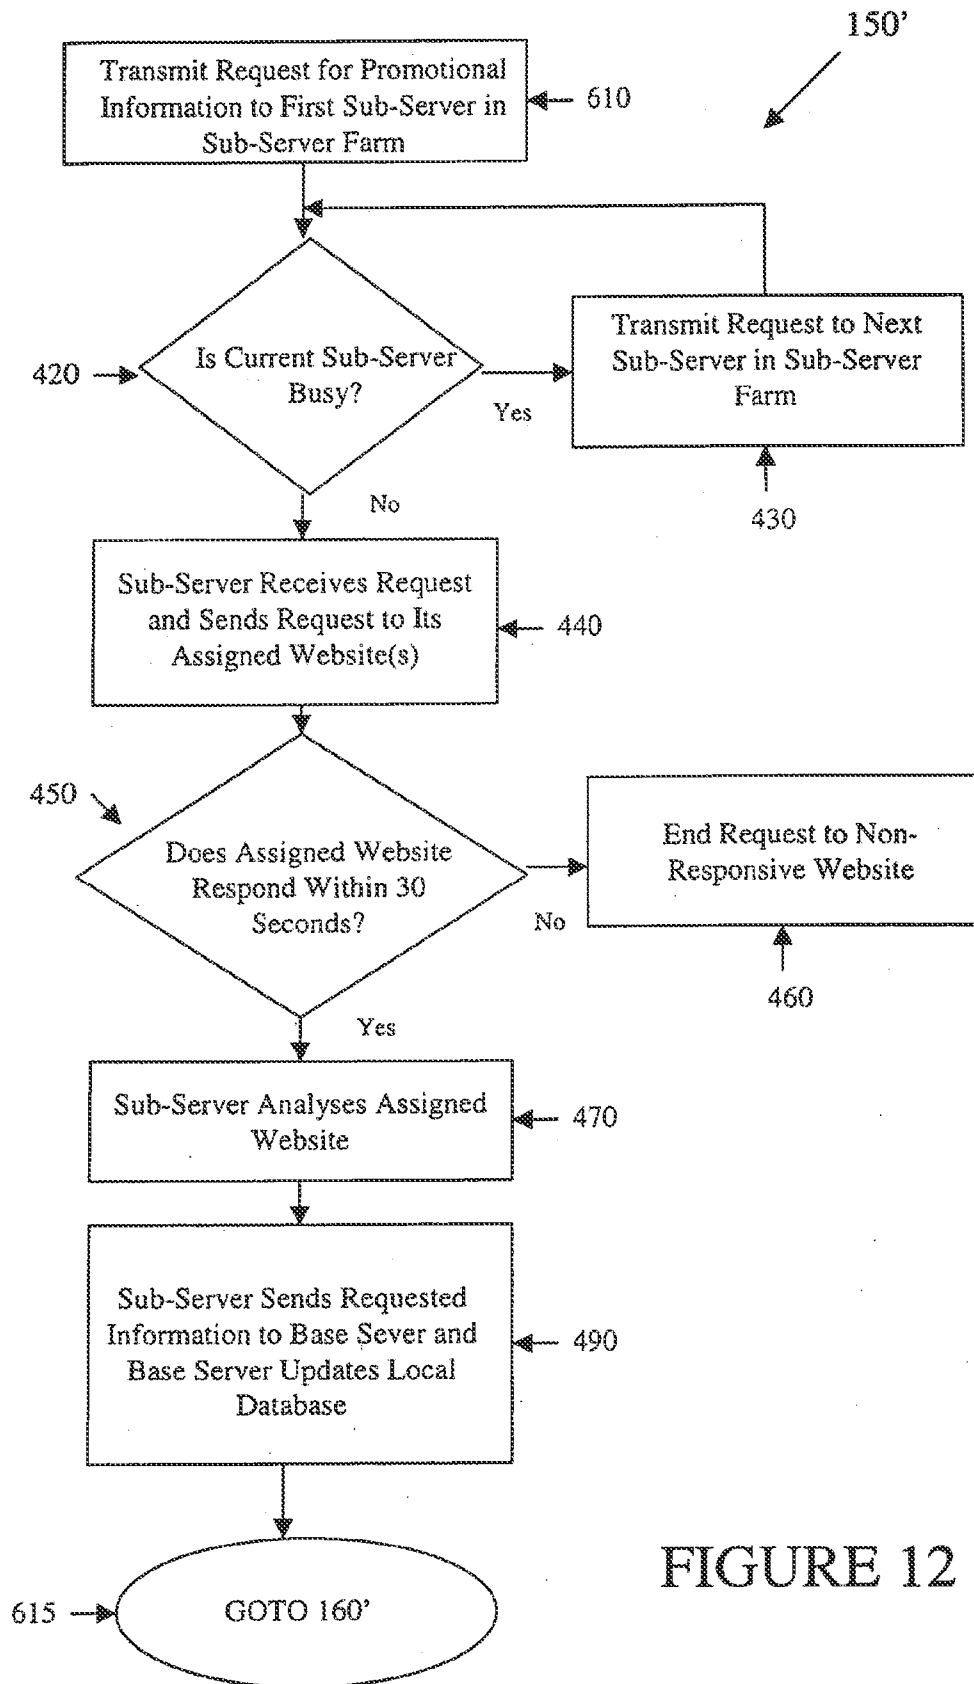 150'
Transmit Request for Promotional
Information to First Sub-Server in
Sub-Server Farm
610
Is Current Sub-Server
Busy?
420
Yes
Transmit Request to Next
Sub-Server in Sub-Server
Farm
430
No
Sub-Server Receives Request
and Sends Request to Its
Assigned Website(s)
440
450
Does Assigned Website
Respond Within 30
Seconds?
No
End Request to Non-
Responsive Website
460
Yes
Sub-Server Analyses Assigned
Website
470
Sub-Server Sends Requested
Information to Base Sever and
Base Server Updates Local
Database
490
615
GOTO 160'
FIGURE 12